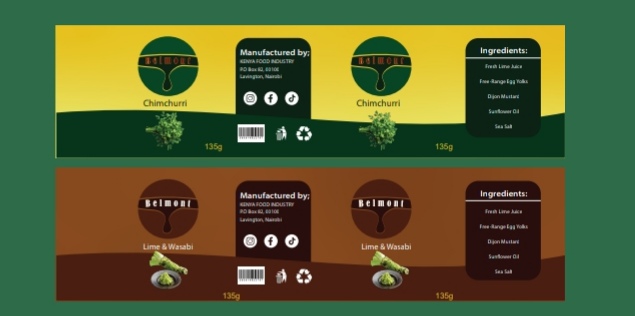 Belmont
Chimchurri
135g
Manufactured by;
KENYA FOOD INDUSTRY
P.O Box 62, 00100
Lavington, Nairobi
Belmont
Chimchurri
135g
Ingredients:
Fresh Lime Juice
Free-Range Egg Yolks
Dijon Mustard
Sunflower Oil
Sea Salt
Belmont
Lime & Wasabi
135g
Manufactured by;
KENYA FOOD INDUSTRY
P.O Box 62, 00100
Lavington, Nairobi
Belmont
Lime & Wasabi
135g
Ingredients:
Fresh Lime Juice
Free-Range Egg Yolks
Dijon Mustard
Sunflower Oil
Sea Salt